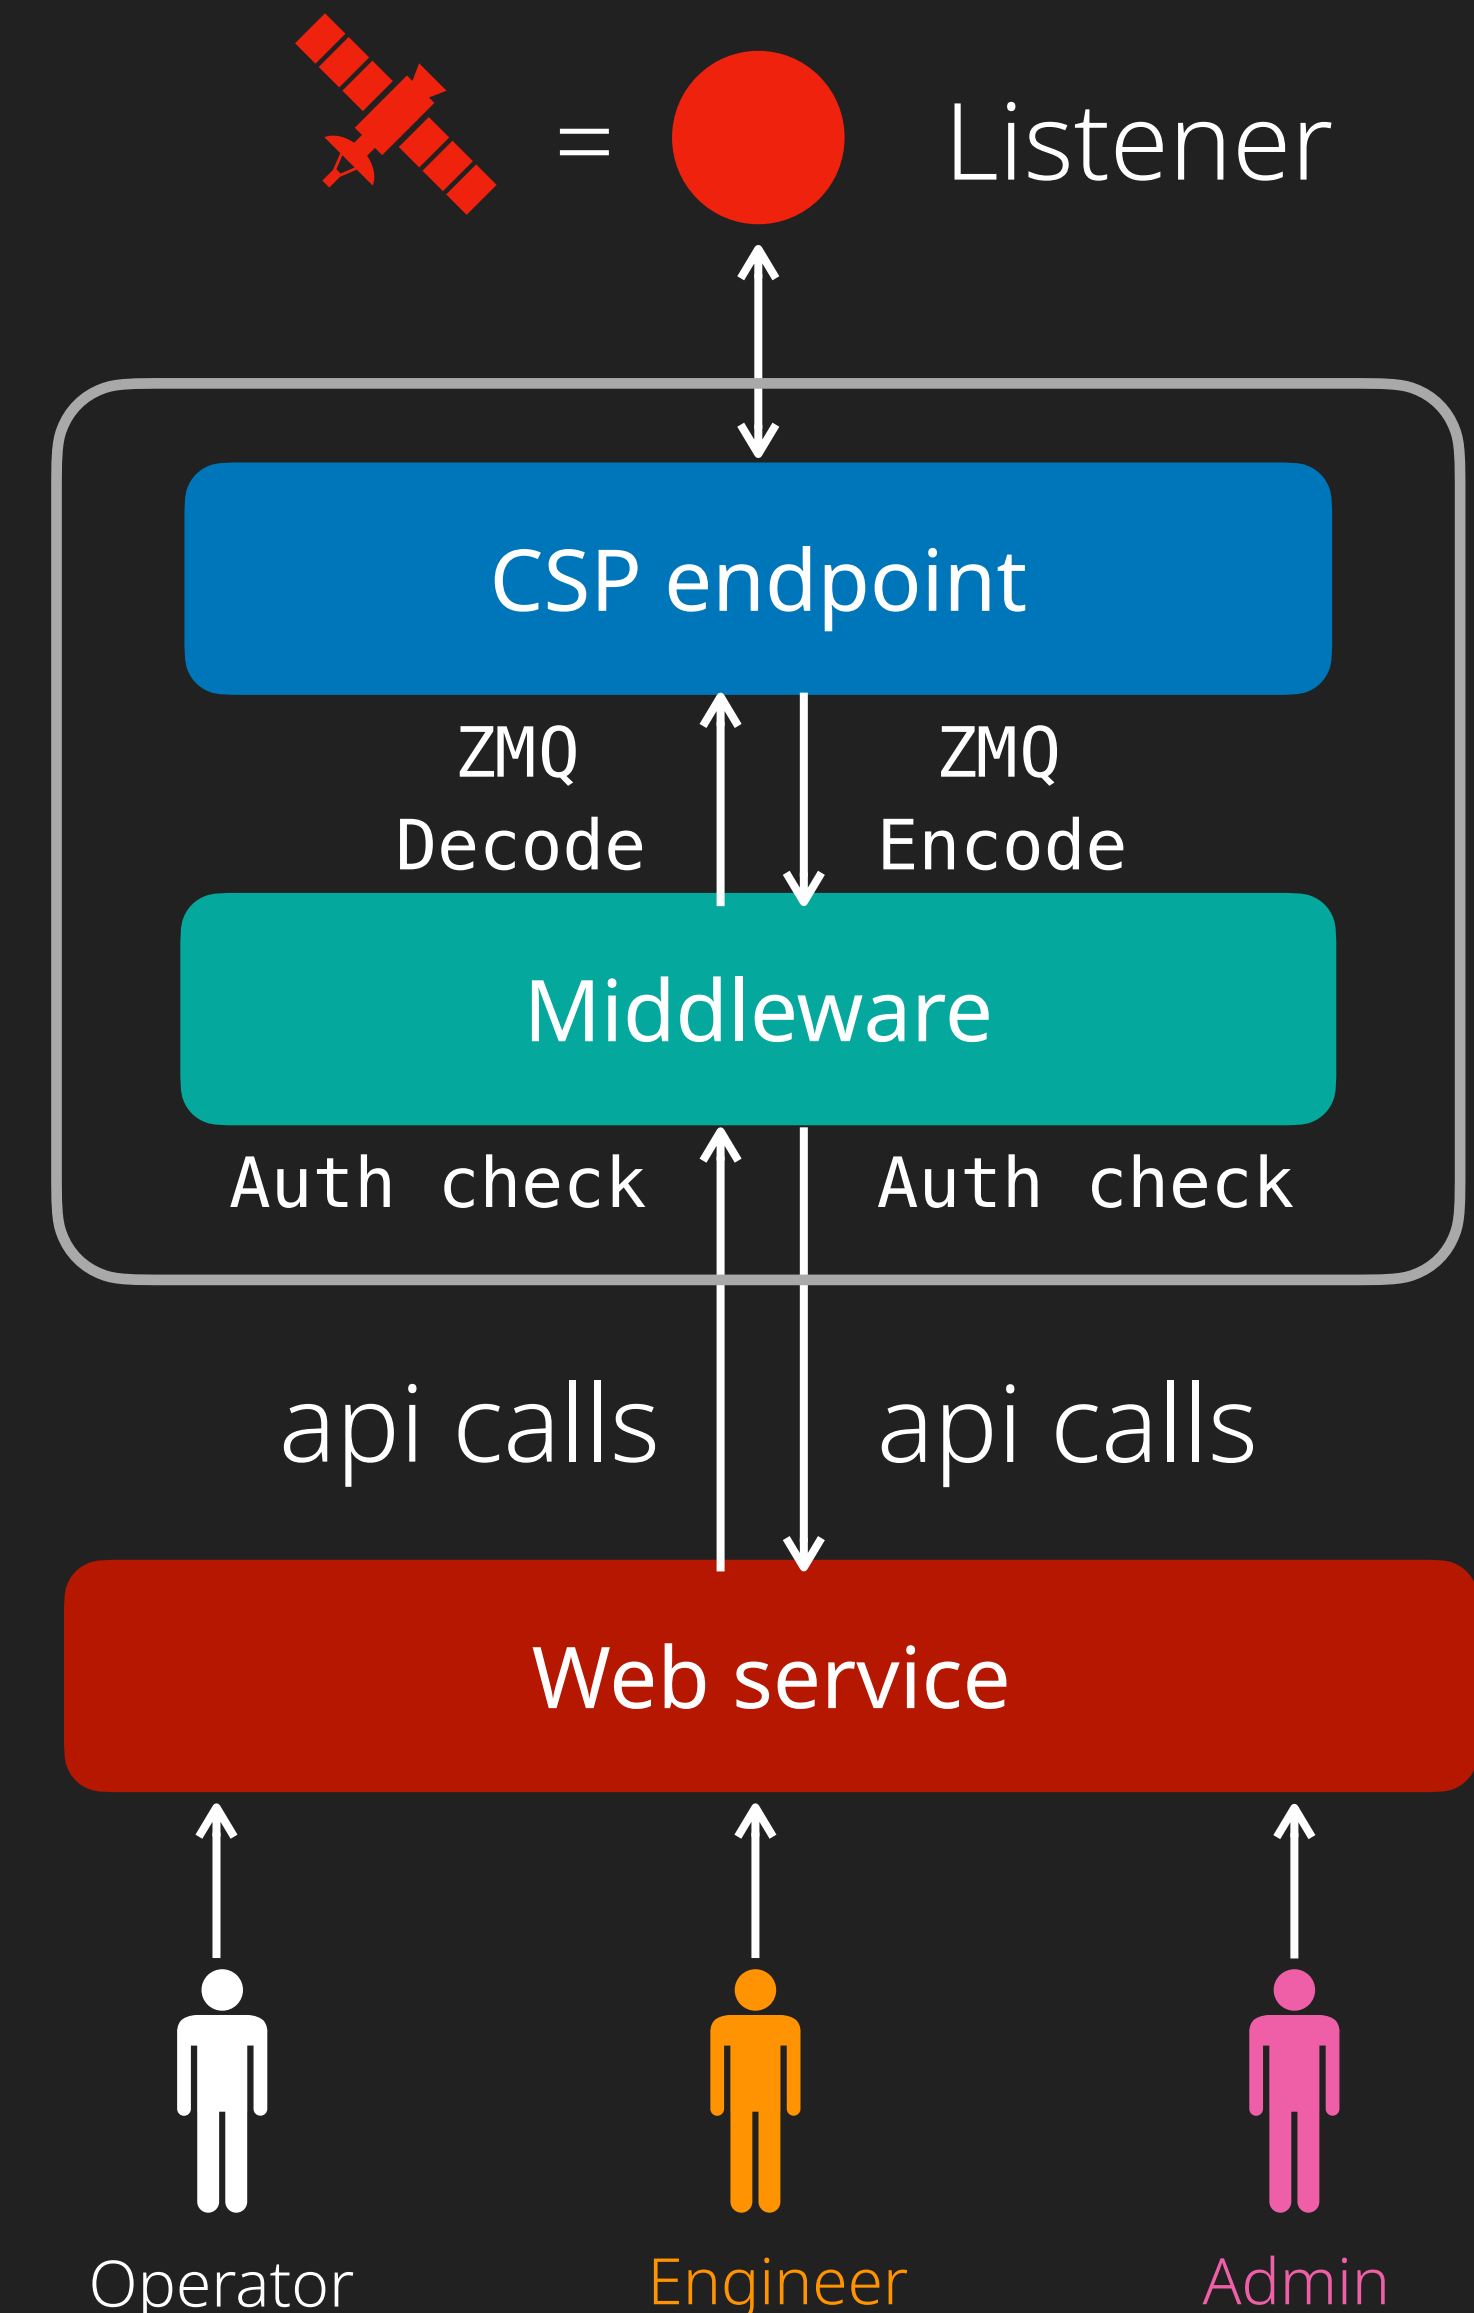 = Listener
CSP endpoint
ZMQ ZMQ
Decode Encode
Middleware
Auth check Auth check
api calls api calls
Web service
Operator Engineer Admin